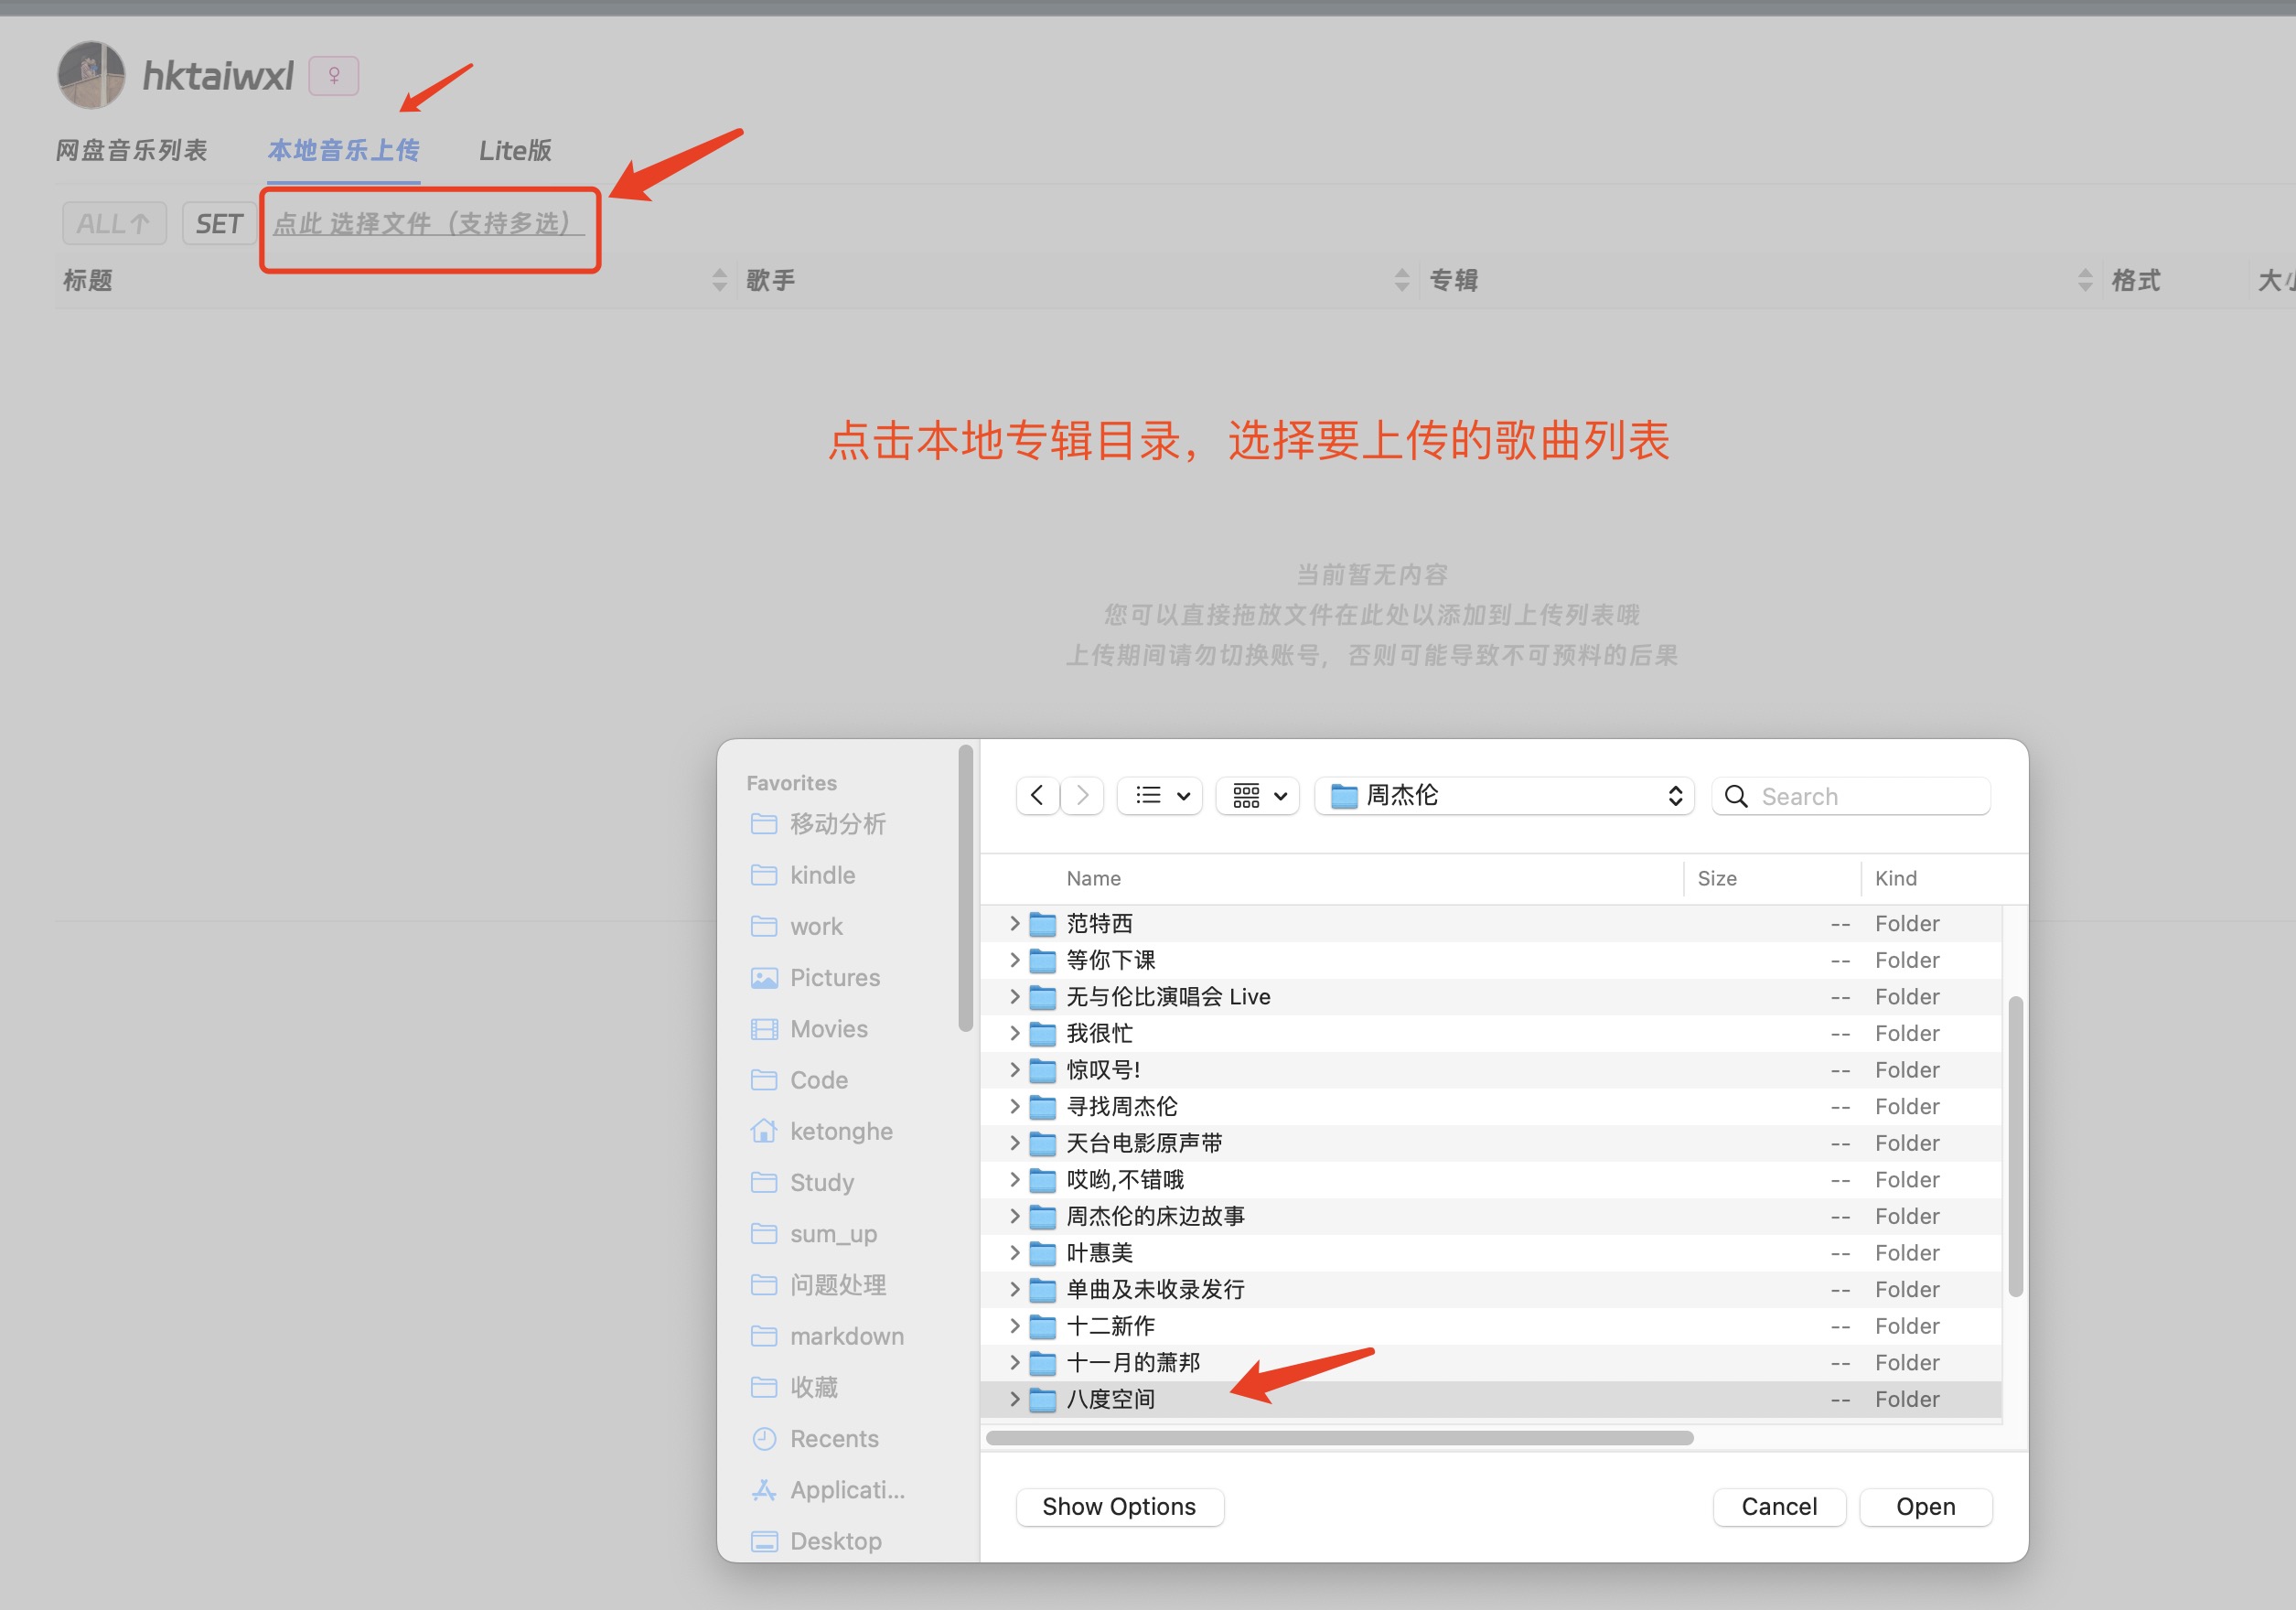 hktaiwxl ♀
网盘音乐列表 本地音乐上传 Lite版
ALL↑ SET 点此 选择文件（支持多选）
标题 歌手 专辑 格式
点击本地专辑目录，选择要上传的歌曲列表
当前暂无内容
您可以直接拖放文件在此处以添加到上传列表哦
上传期间请勿切换账号，否则可能导致不可预料的后果
Favorites
移动分析
kindle
work
Pictures
Movies
Code
ketonghe
Study
sum_up
问题处理
markdown
收藏
Recents
Applicati...
Desktop
周杰伦 Search
Name Size Kind
范特西 -- Folder
等你下课 -- Folder
无与伦比演唱会 Live -- Folder
我很忙 -- Folder
惊叹号! -- Folder
寻找周杰伦 -- Folder
天台电影原声带 -- Folder
哎哟,不错哦 -- Folder
周杰伦的床边故事 -- Folder
叶惠美 -- Folder
单曲及未收录发行 -- Folder
十二新作 -- Folder
十一月的萧邦 -- Folder
八度空间 -- Folder
Show Options Cancel Open